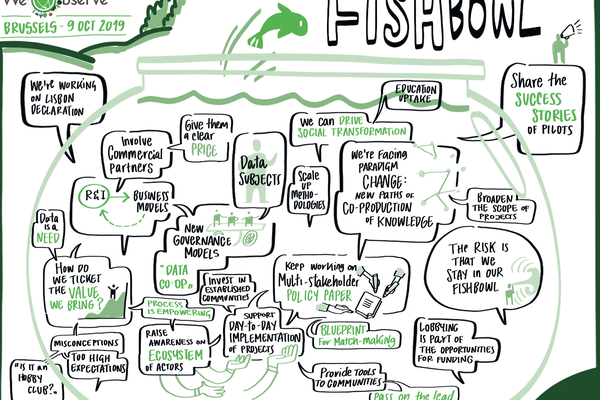 We Observe
BRUSSELS - 9 OCT 2019
FISHBOWL
We're WORKING
ON LISBON
DECLARATION
Involve
Commercial
Partners
Give them
a clear
PRICE
Data
SUBJECTS
We can DRIVE
SOCIAL TRANSFORMATION
EDUCATION
UPTAKE
Share the
SUCCESS
STORIES
OF PILOTS
R&I
BUSINESS
MODELS
SCALE
UP
METHO-
DOLOGIES
We're FACING
PARADIGM
CHANGE:
NEW PATHS OF
CO-PRODUCTION
OF KNOWLEDGE
BROADEN
THE SCOPE OF
PROJECTS
Data
is a
NEED
NEW
GOVERNANCE
MODELS
"DATA
CO-OP"
THE RISK IS
THAT WE
STAY IN OUR
FISHBOWL
HOW DO
WE TICKET
THE VALUE
WE BRING?
INVEST IN
ESTABLISHED
COMMUNITIES
KEEP WORKING ON
MULTI-STAKEHOLDER
POLICY PAPER
PROCESS IS
EMPOWERING
SUPPORT
DAY-TO-DAY
IMPLEMENTATION
OF PROJECTS
BLUEPRINT
FOR MATCH-MAKING
MISCONCEPTIONS
TOO HIGH
EXPECTATIONS
"IS IT AN
HOBBY
CLUB?"
RAISE
AWARENESS ON
ECOSYSTEM
OF ACTORS
LOBBYING
IS PART OF
THE OPPORTUNITIES
FOR FUNDING
PROVIDE TOOLS
TO COMMUNITIES
Pass on the lead